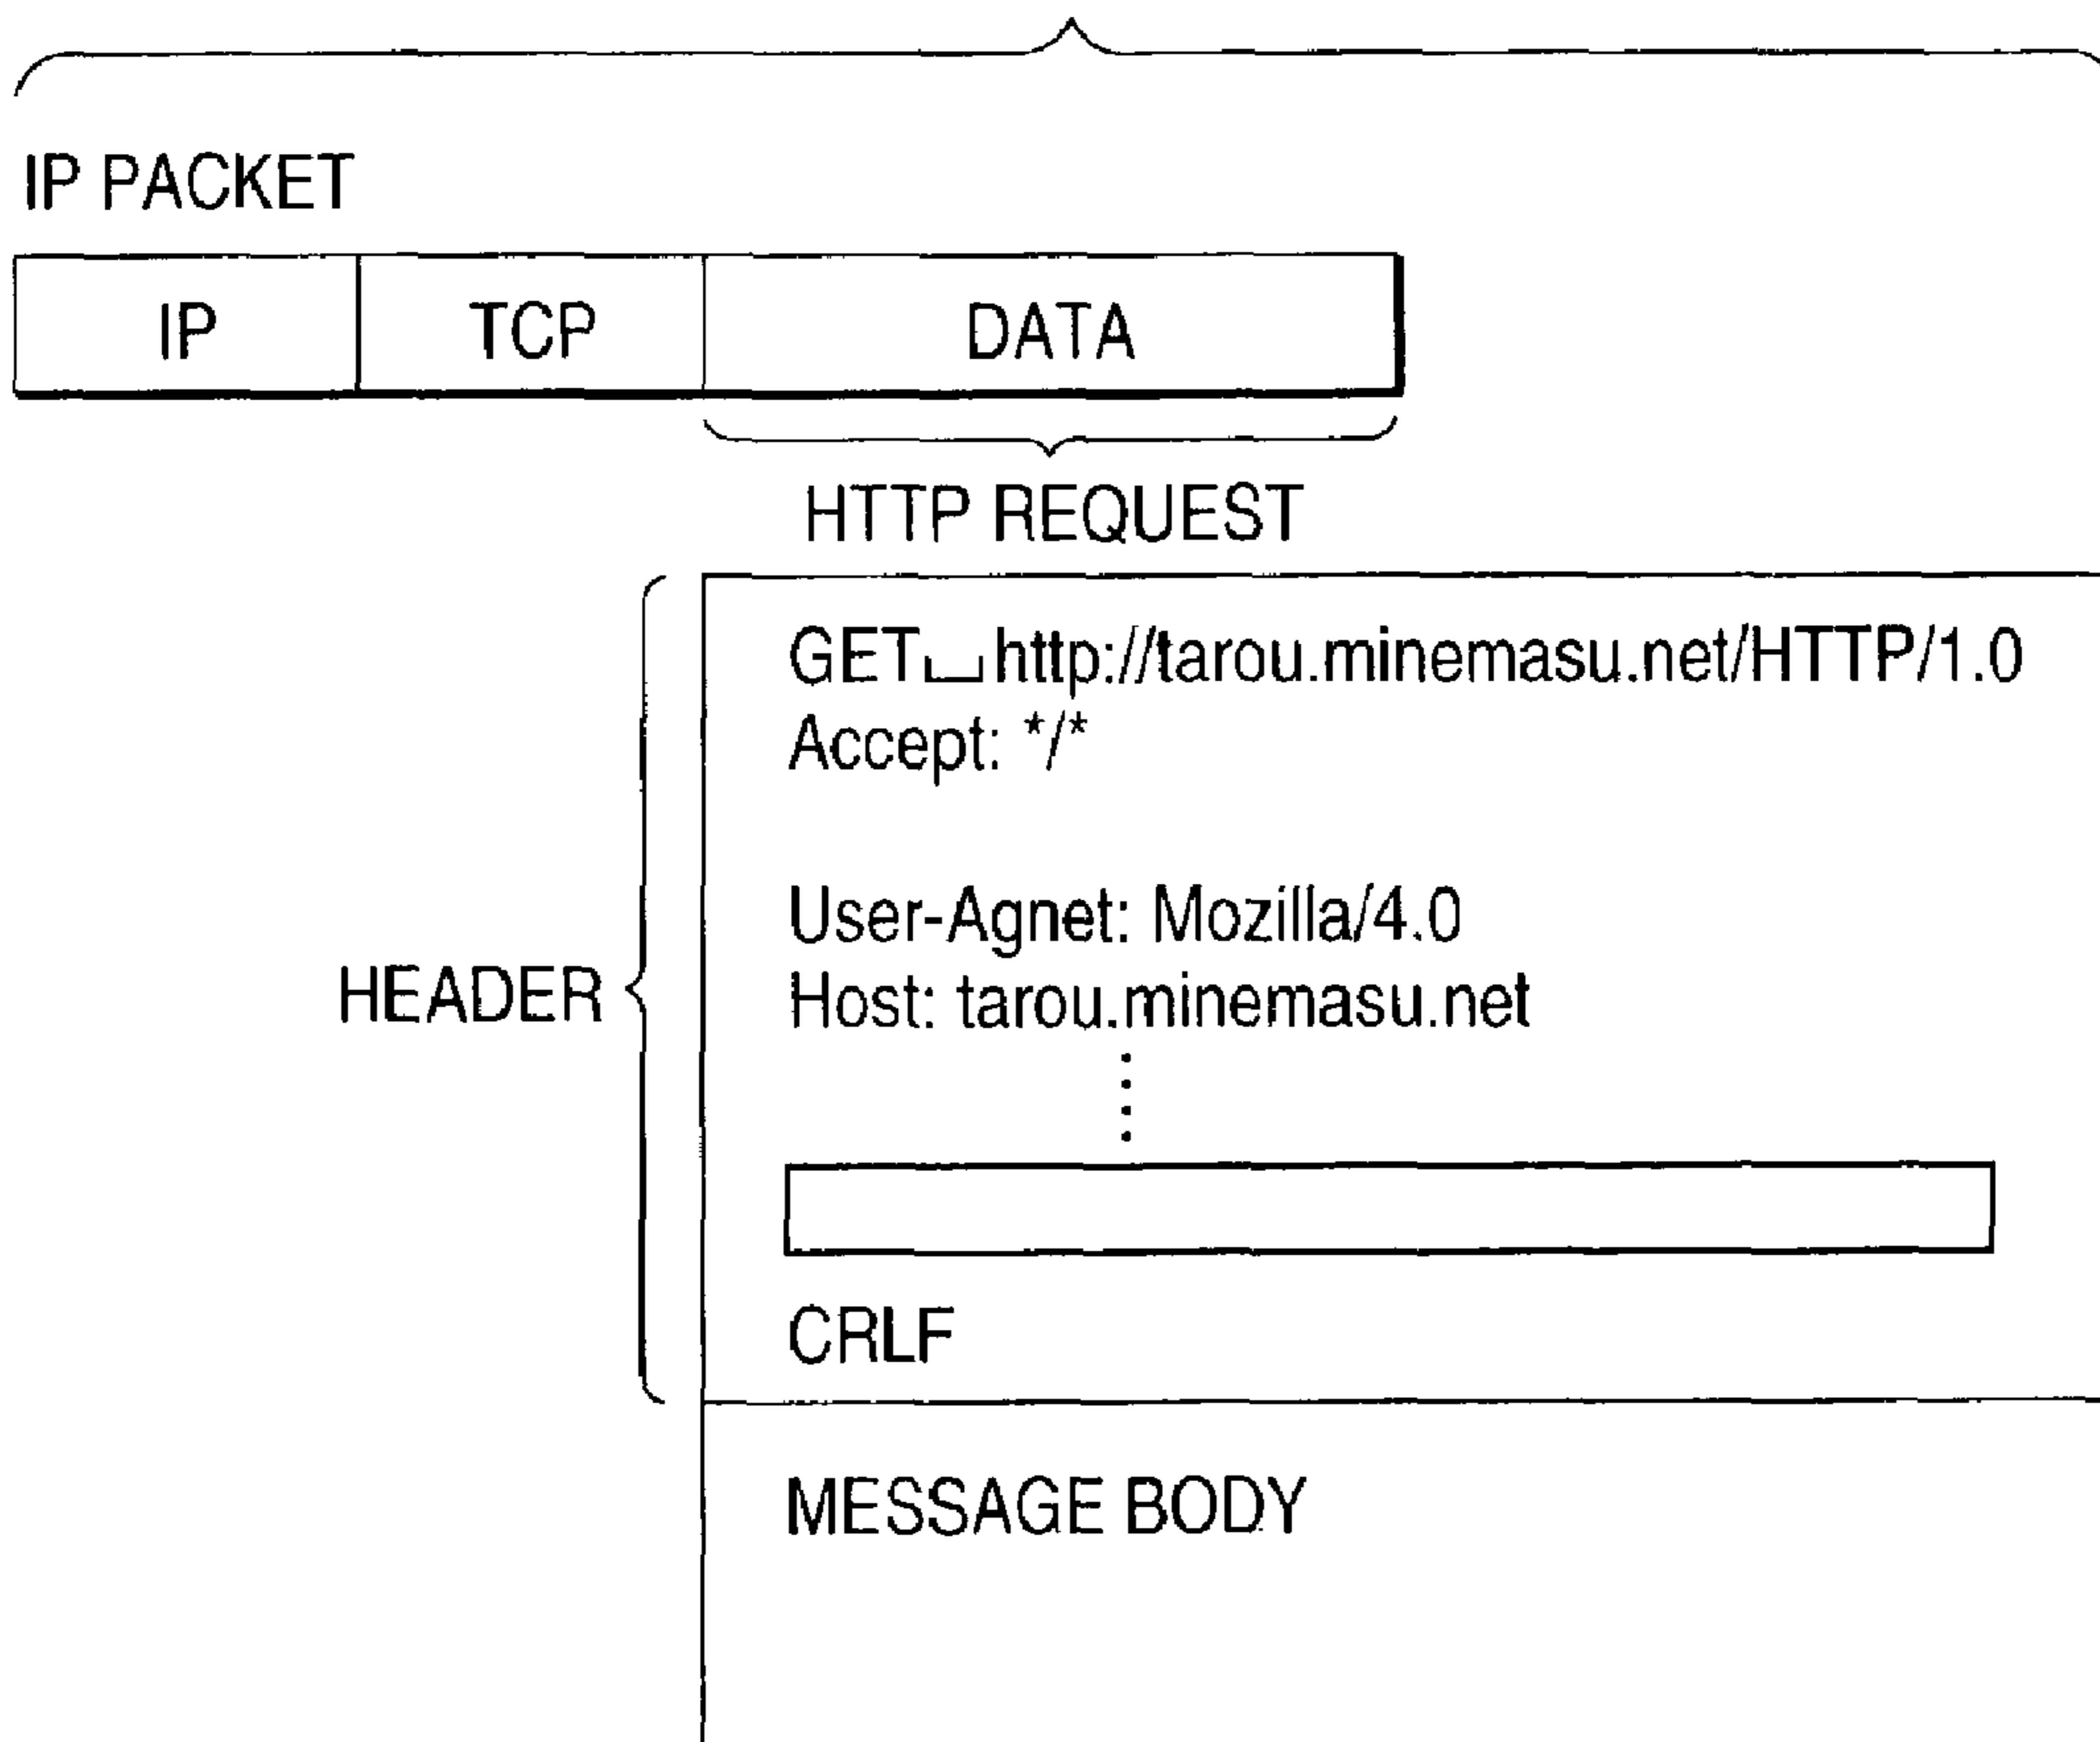 IP PACKET
IP TCP DATA
HTTP REQUEST
GET␣http://tarou.minemasu.net/HTTP/1.0
Accept: */*
User-Agnet: Mozilla/4.0
HEADER
Host: tarou.minemasu.net
CRLF
MESSAGE BODY